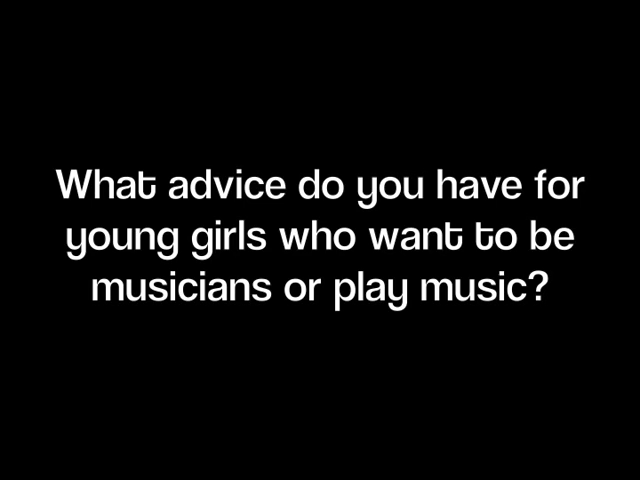 What advice do you have for
young girls who want to be
musicians or play music?